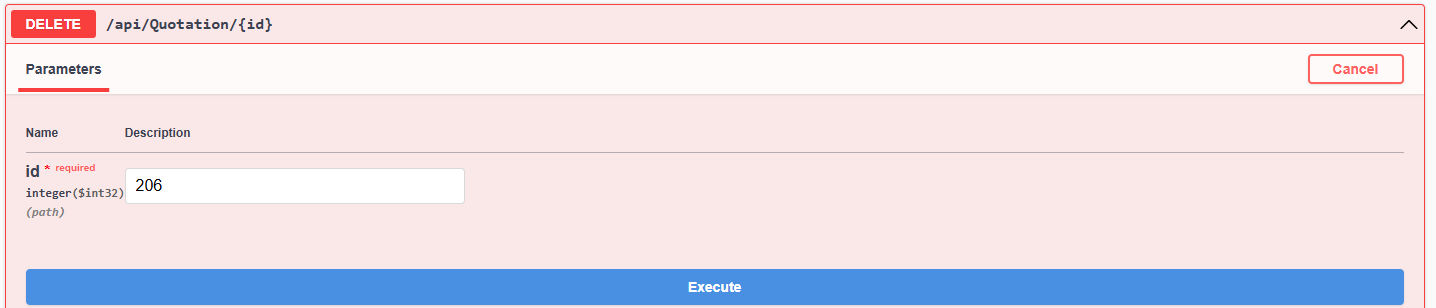 DELETE /api/Quotation/{id}
Parameters
Cancel
Name Description
id * required
integer($int32)
(path)
206
Execute